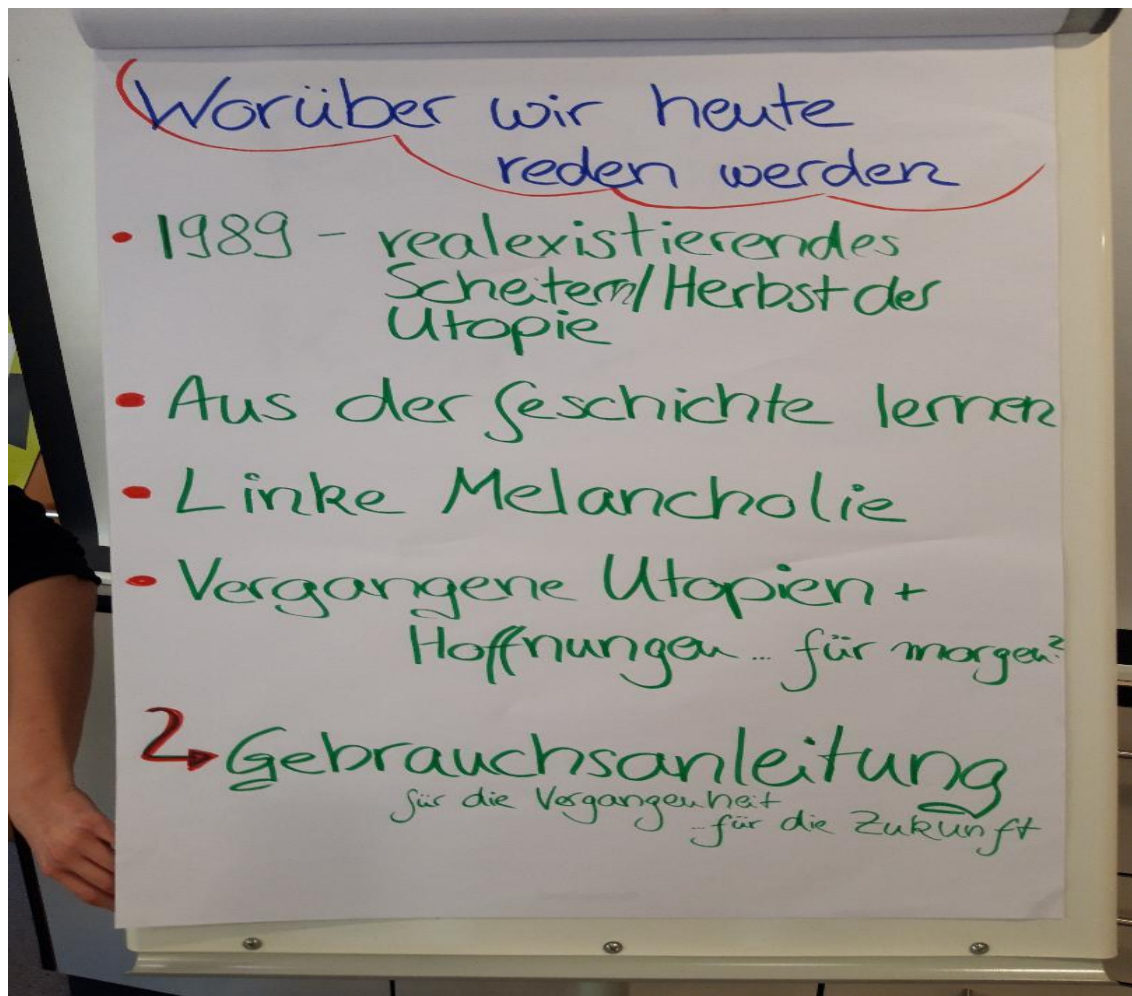 Worüber wir heute
reden werden
• 1989 - realexistierendes
Scheitern/Herbst der
Utopie
• Aus der Geschichte lernen
• Linke Melancholie
• Vergangene Utopien +
Hoffnungen... für morgen?
Gebrauchsanleitung
für die Vergangenheit
...für die Zukunft